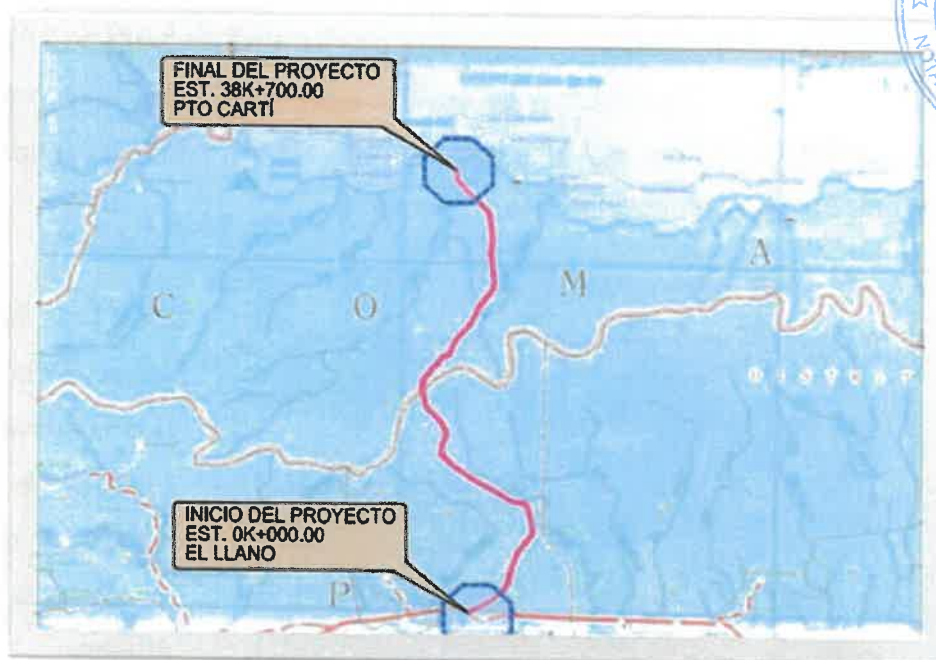 FINAL DEL PROYECTO
EST. 38K+700.00
PTO CARTÍ
C O M A
INICIO DEL PROYECTO
EST. 0K+000.00
EL LLANO
P